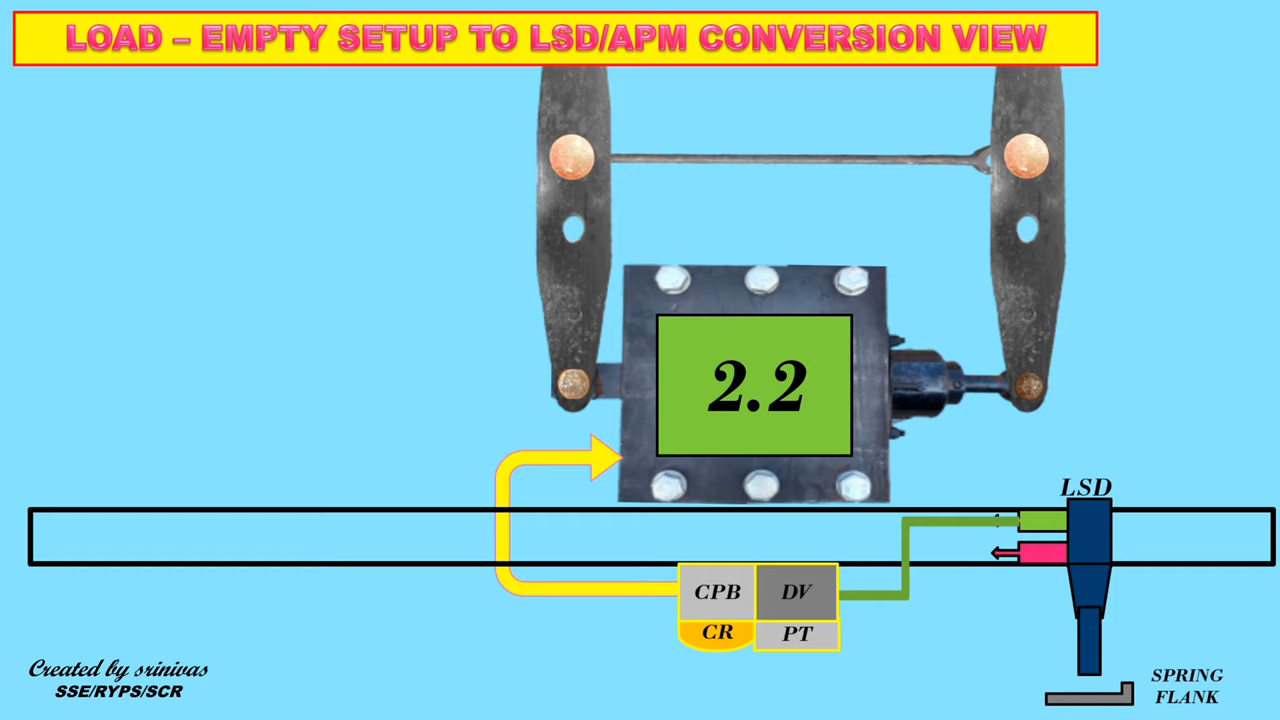 LOAD – EMPTY SETUP TO LSD/APM CONVERSION VIEW
2.2
LSD
CPB
DV
CR
PT
SPRING
FLANK
Created by srinivas
SSE/RYPS/SCR